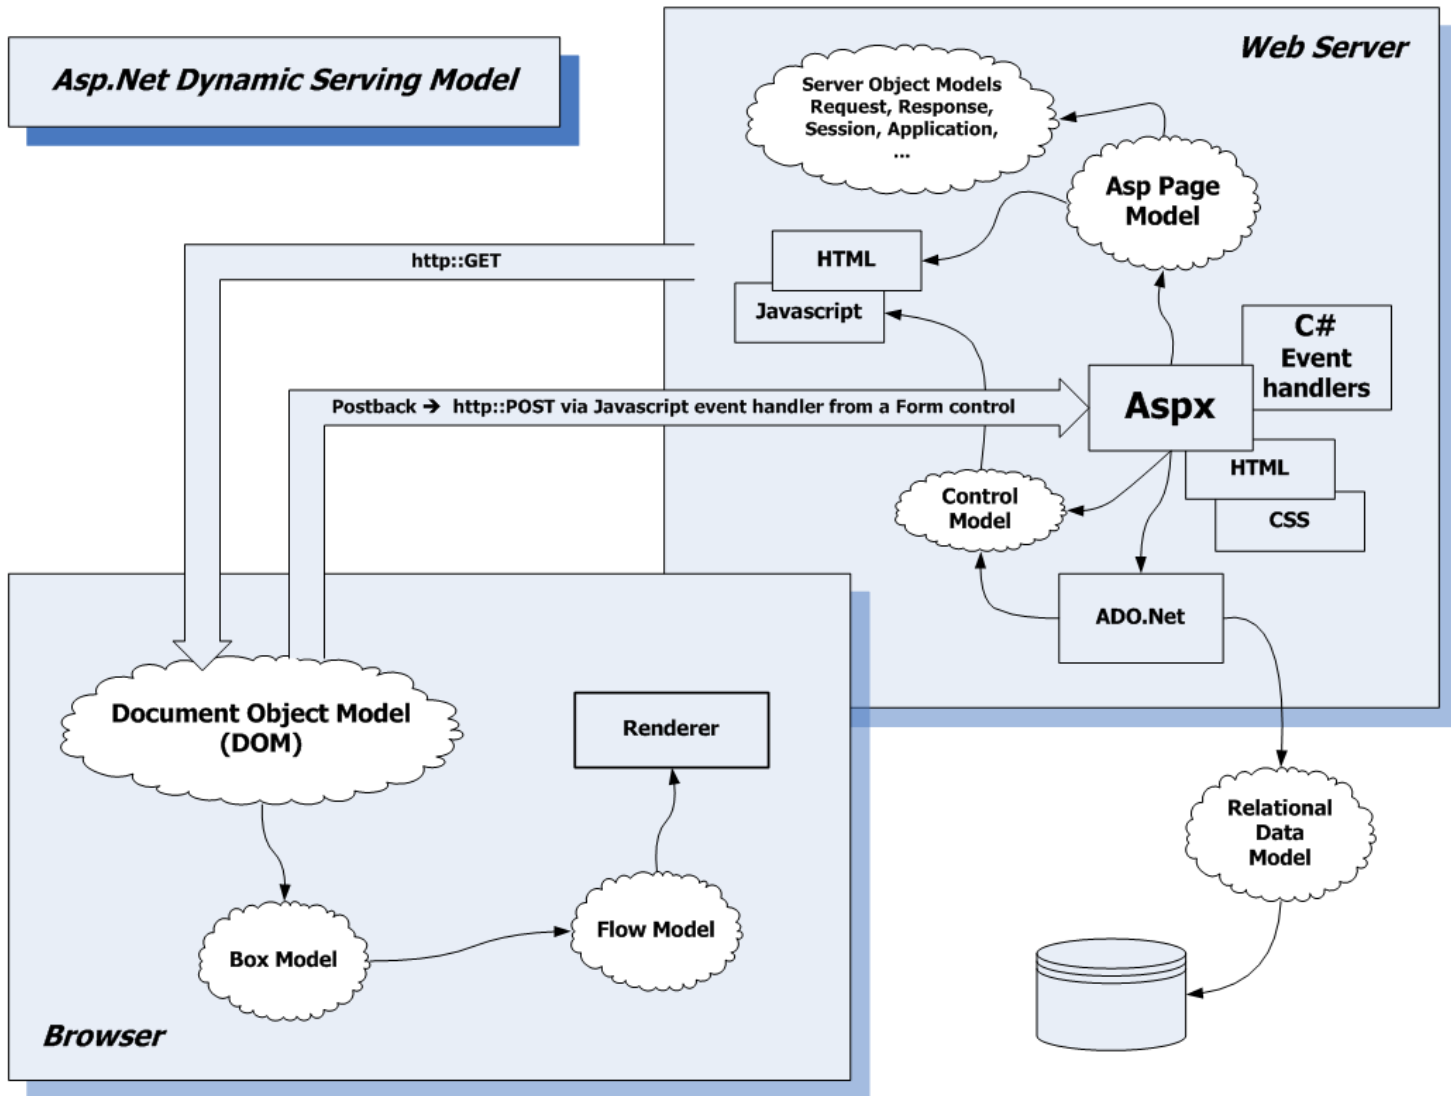 Asp.Net Dynamic Serving Model
Web Server
Server Object Models
Request, Response,
Session, Application,
...
Asp Page
Model
http::GET
HTML
Javascript
C#
Event
handlers
Postback → http::POST via Javascript event handler from a Form control
Aspx
HTML
CSS
Control
Model
ADO.Net
Document Object Model
(DOM)
Renderer
Relational
Data
Model
Flow Model
Box Model
Browser